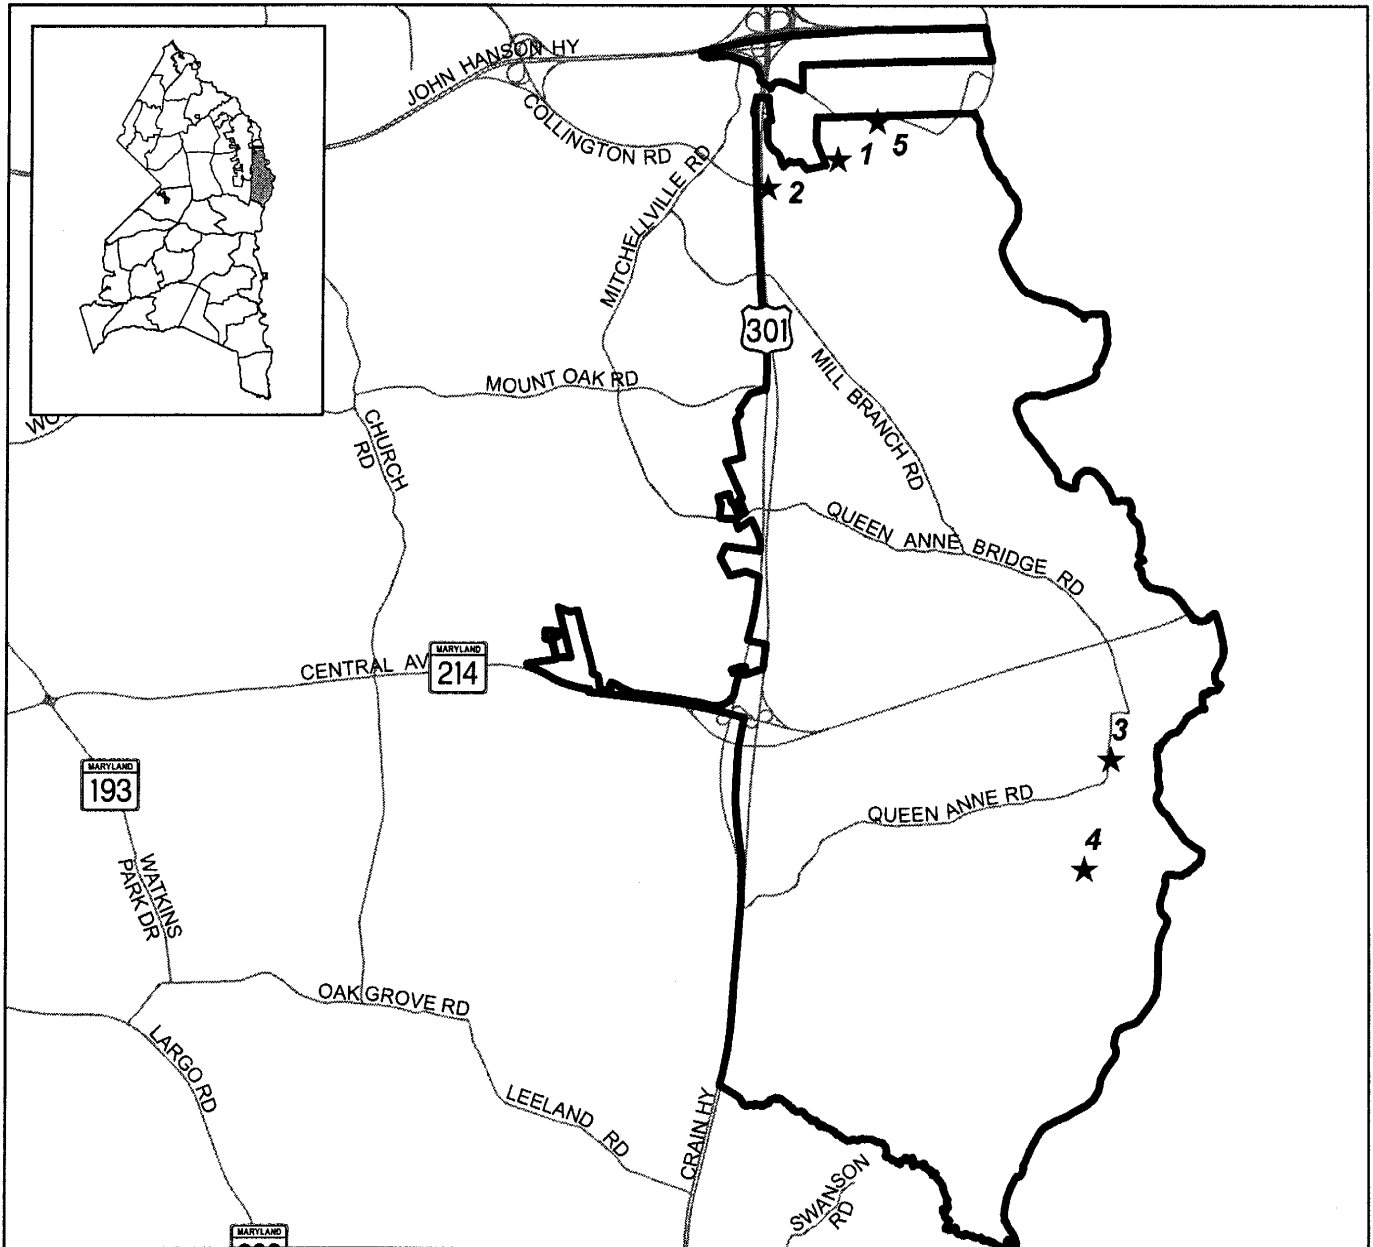 JOHN HANSON HY
COLLINGTON RD
MITCHELLVILLE RD
5
1
2
301
MOUNT OAK RD
MILL BRANCH RD
WO
CHURCH
RD
QUEEN ANNE BRIDGE RD
CENTRAL AV
MARYLAND
214
3
MARYLAND
193
QUEEN ANNE RD
4
WATKINS
PARK DR
OAK GROVE RD
LARGO RD
LEELAND RD
CRAIN HY
SWANSON
RD
MARYLAND